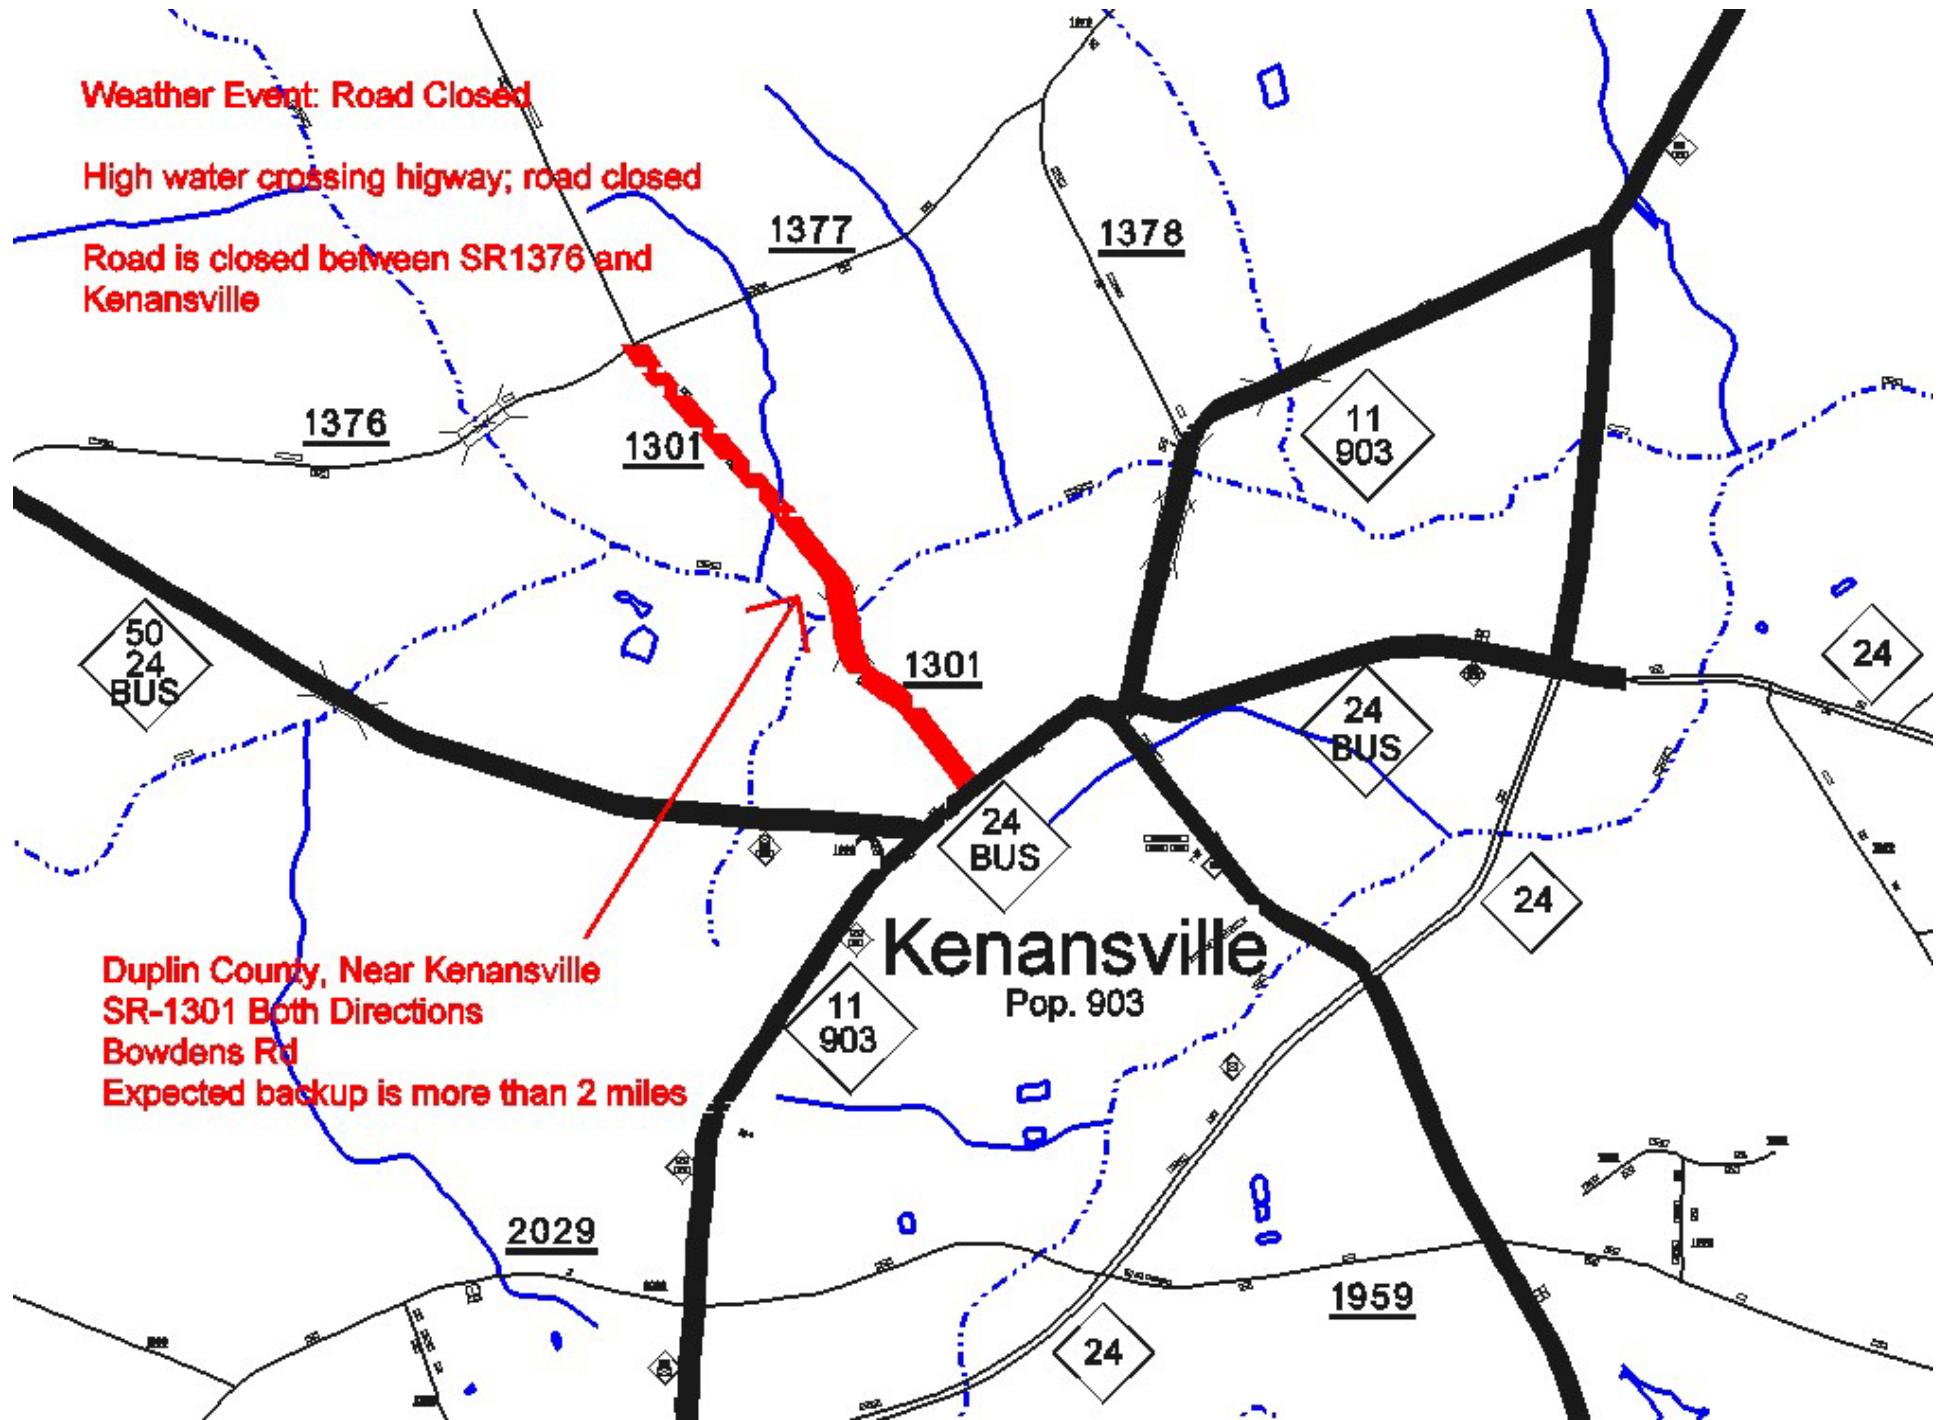 Weather Event: Road Closed
High water crossing higway; road closed
Road is closed between SR1376 and
Kenansville
1377
1378
1376
1301
11
903
50
24
BUS
1301
24
24
BUS
24
BUS
24
Kenansville
Pop. 903
11
903
Duplin County, Near Kenansville
SR-1301 Both Directions
Bowdens Rd
Expected backup is more than 2 miles
2029
1959
24